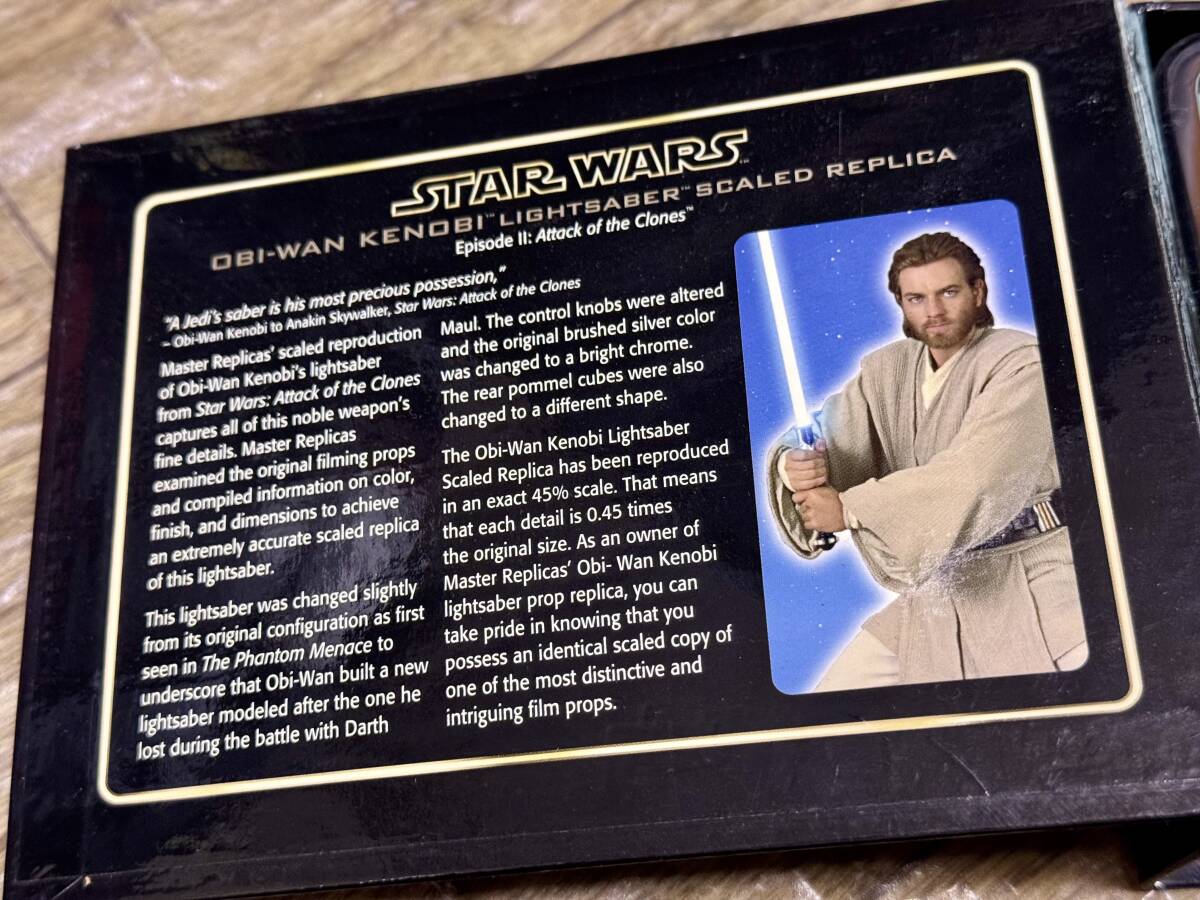 STAR WARS™
OBI-WAN KENOBI™ LIGHTSABER™ SCALED REPLICA
Episode II: Attack of the Clones™
"A Jedi's saber is his most precious possession,"
– Obi-Wan Kenobi to Anakin Skywalker, Star Wars: Attack of the Clones
Master Replicas' scaled reproduction
of Obi-Wan Kenobi's lightsaber
from Star Wars: Attack of the Clones
captures all of this noble weapon's
fine details. Master Replicas
examined the original filming props
and compiled information on color,
finish, and dimensions to achieve
an extremely accurate scaled replica
of this lightsaber.
This lightsaber was changed slightly
from its original configuration as first
seen in The Phantom Menace to
underscore that Obi-Wan built a new
lightsaber modeled after the one he
lost during the battle with Darth
Maul. The control knobs were altered
and the original brushed silver color
was changed to a bright chrome.
The rear pommel cubes were also
changed to a different shape.
The Obi-Wan Kenobi Lightsaber
Scaled Replica has been reproduced
in an exact 45% scale. That means
that each detail is 0.45 times
the original size. As an owner of
Master Replicas' Obi- Wan Kenobi
lightsaber prop replica, you can
take pride in knowing that you
possess an identical scaled copy of
one of the most distinctive and
intriguing film props.